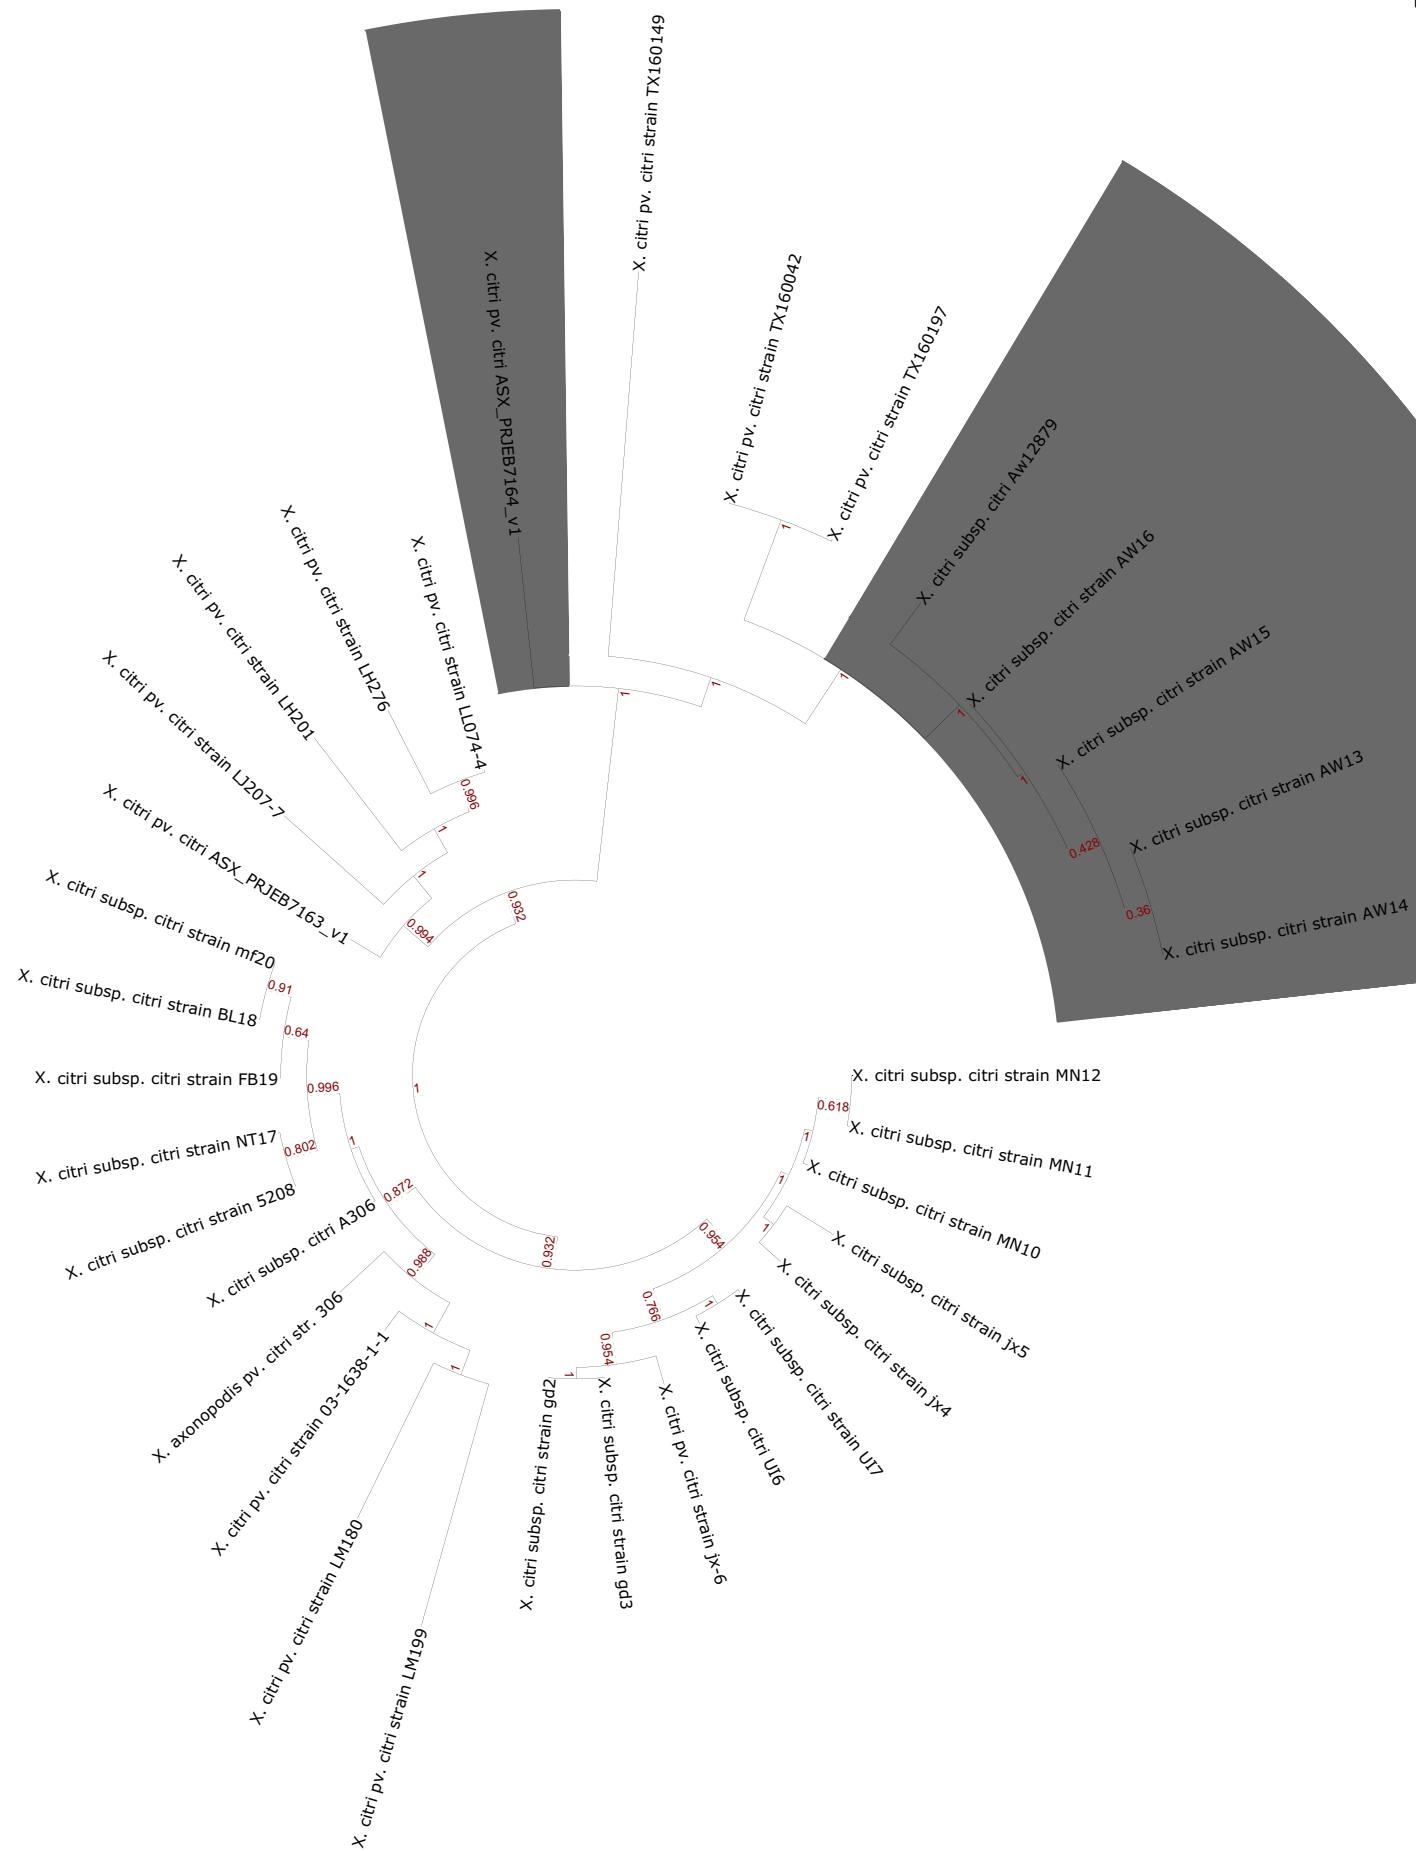 X. citri pv. citri strain TX160149
X. citri pv. citri strain TX160042
X. citri pv. citri strain TX160197
1
X. citri subsp. citri Aw12879
X. citri subsp. citri strain AW16
X. citri subsp. citri strain AW15
X. citri subsp. citri strain AW13
X. citri subsp. citri strain AW14
1
1
0.428
0.36
1
1
1
X. citri pv. citri ASX_PRJEB7164_v1
X. citri pv. citri strain LL074-4
X. citri pv. citri strain LH276
X. citri pv. citri strain LH201
X. citri pv. citri strain LJ207-7
X. citri pv. citri ASX_PRJEB7163_v1
0.996
1
1
0.994
0.932
X. citri subsp. citri strain mf20
X. citri subsp. citri strain BL18
X. citri subsp. citri strain FB19
X. citri subsp. citri strain NT17
X. citri subsp. citri strain 5208
X. citri subsp. citri A306
X. axonopodis pv. citri str. 306
X. citri pv. citri strain 03-1638-1-1
X. citri pv. citri strain LM180
X. citri pv. citri strain LM199
0.91
0.64
0.996
0.802
1
1
0.872
0.988
1
1
0.932
0.954
X. citri subsp. citri strain gd2
X. citri subsp. citri strain gd3
X. citri pv. citri strain jx-6
X. citri subsp. citri UI6
X. citri subsp. citri strain UI7
X. citri subsp. citri strain jx4
X. citri subsp. citri strain jx5
X. citri subsp. citri strain MN10
X. citri subsp. citri strain MN11
X. citri subsp. citri strain MN12
1
0.954
0.766
1
1
1
1
0.618